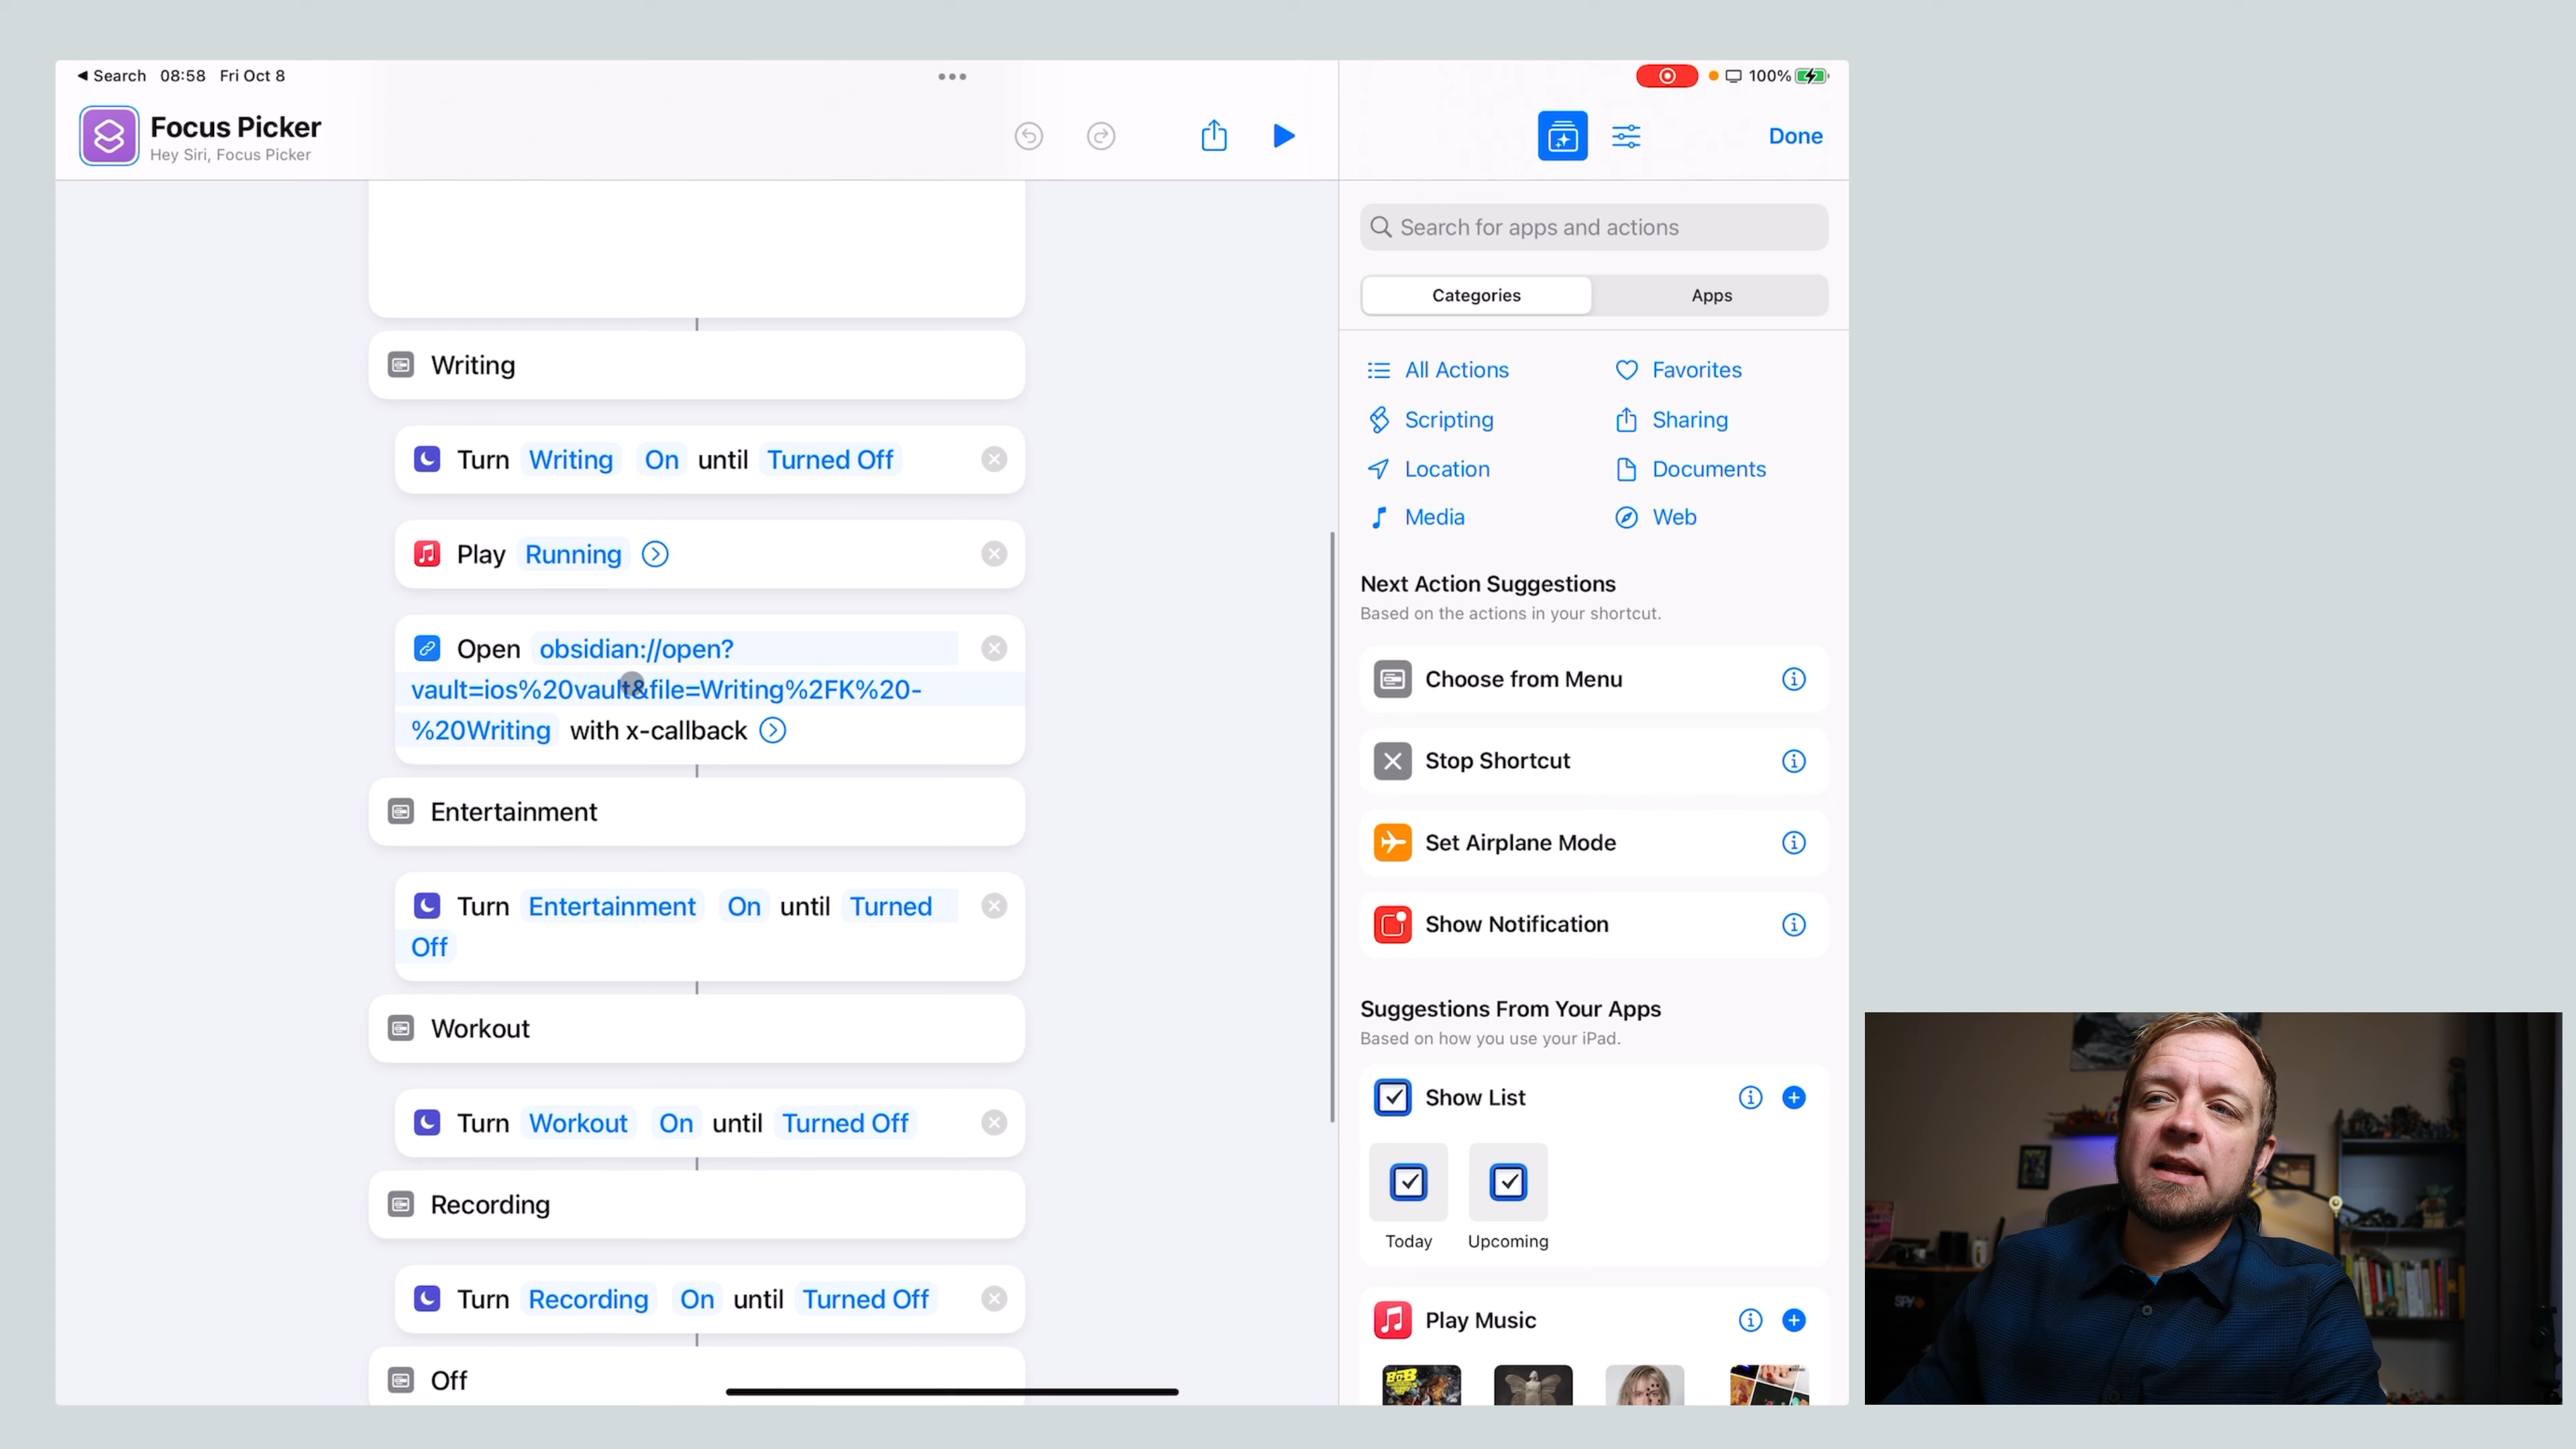 Search 08:58 Fri Oct 8
100%
Focus Picker
Hey Siri, Focus Picker
Done
Writing
Turn Writing On until Turned Off
Play Running
Open obsidian://open?
vault=ios%20vault&file=Writing%2FK%20-
%20Writing with x-callback
Entertainment
Turn Entertainment On until Turned
Off
Workout
Turn Workout On until Turned Off
Recording
Turn Recording On until Turned Off
Off
Search for apps and actions
Categories Apps
All Actions Favorites
Scripting Sharing
Location Documents
Media Web
Next Action Suggestions
Based on the actions in your shortcut.
Choose from Menu
Stop Shortcut
Set Airplane Mode
Show Notification
Suggestions From Your Apps
Based on how you use your iPad.
Show List
Today Upcoming
Play Music